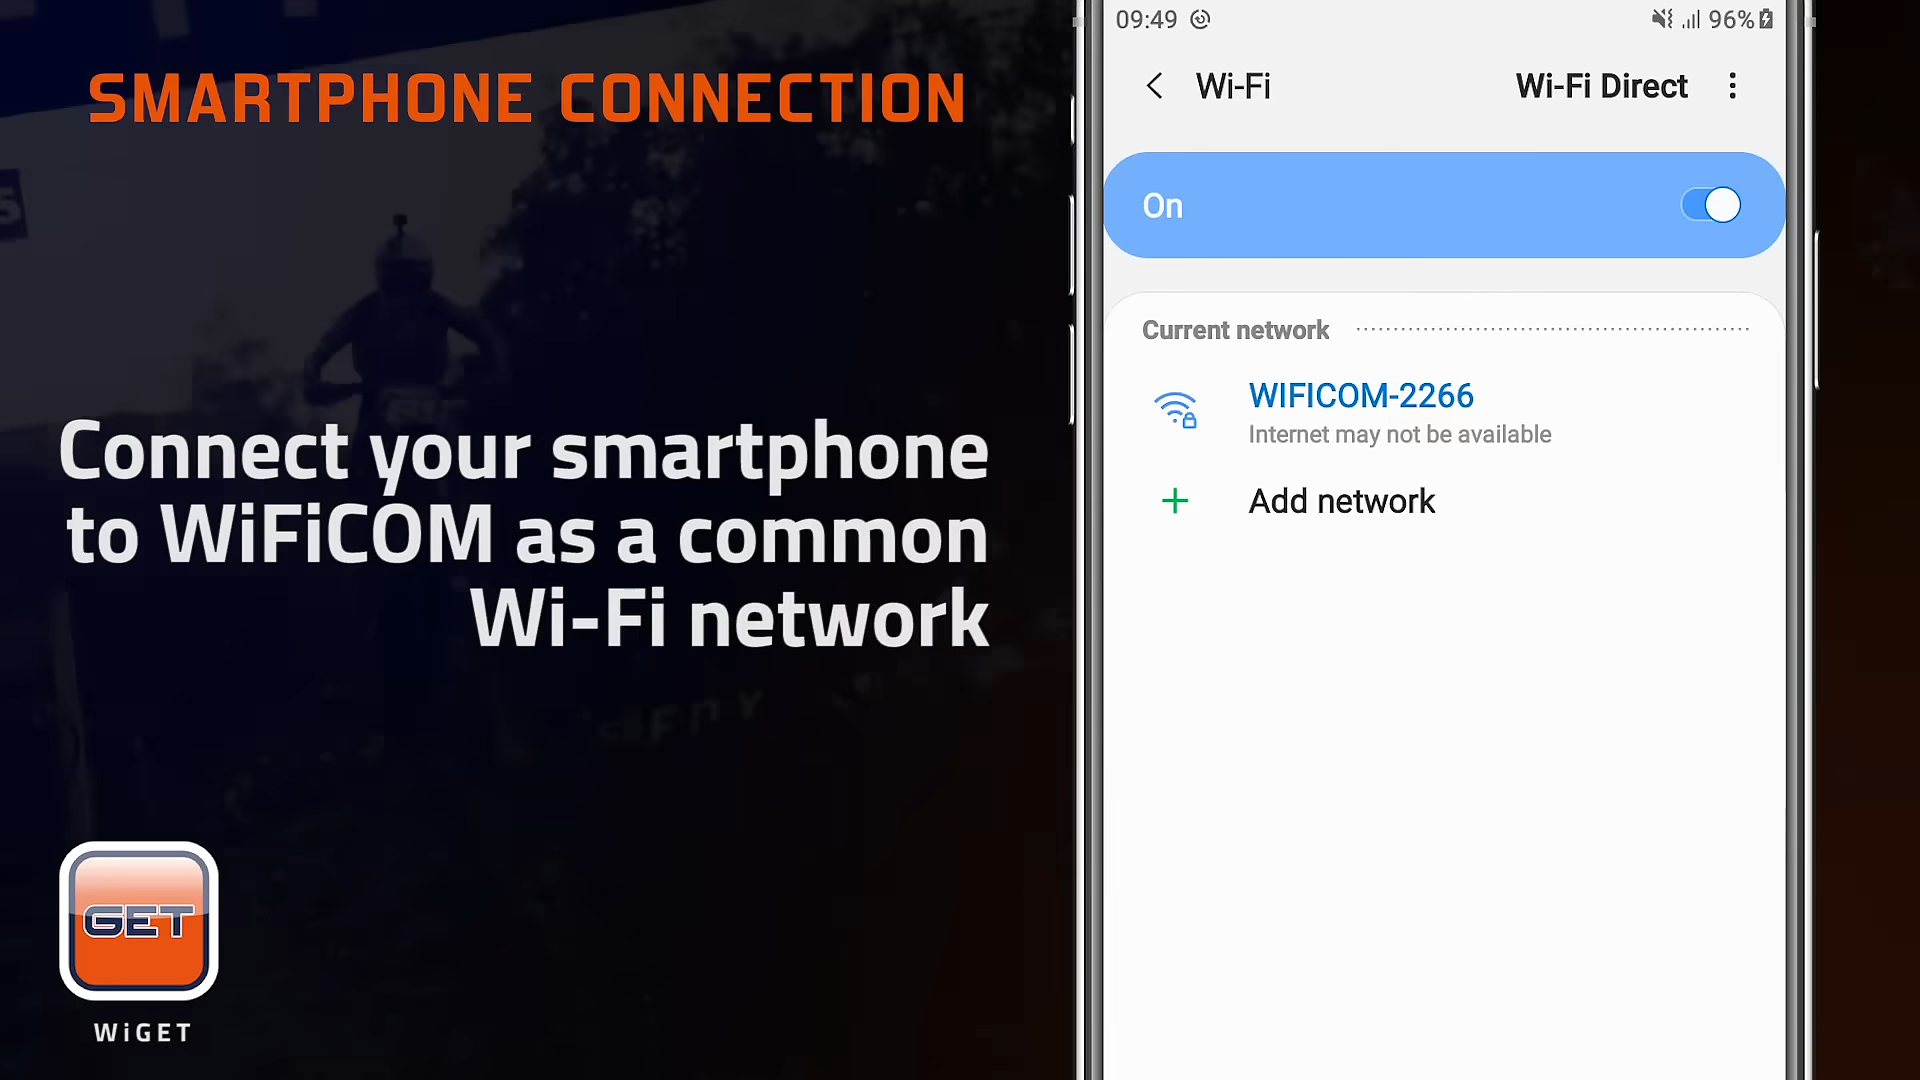 SMARTPHONE CONNECTION
Connect your smartphone
to WiFiCOM as a common
Wi-Fi network
GET
WiGET
09:49
96%
Wi-Fi
Wi-Fi Direct
On
Current network
WIFICOM-2266
Internet may not be available
Add network